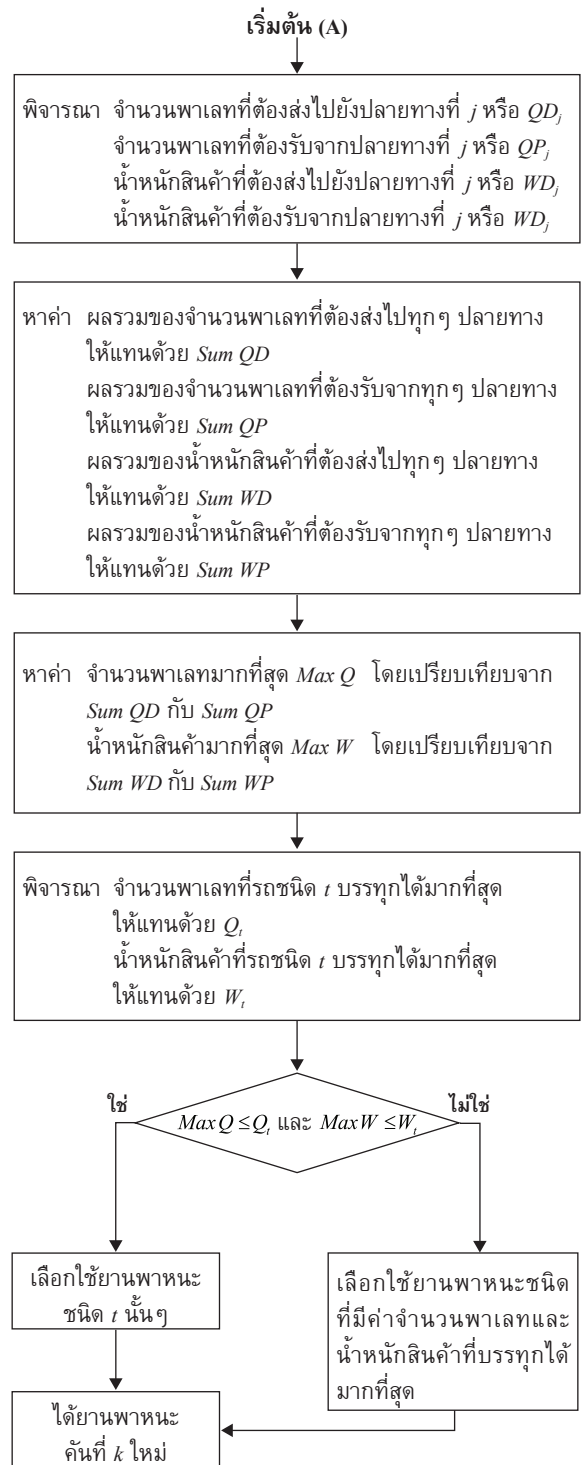 เริ่มต้น (A)
พิจารณา จำนวนพาเลทที่ต้องส่งไปยังปลายทางที่ j หรือ QDj
จำนวนพาเลทที่ต้องรับจากปลายทางที่ j หรือ QPj
น้ำหนักสินค้าที่ต้องส่งไปยังปลายทางที่ j หรือ WDj
น้ำหนักสินค้าที่ต้องรับจากปลายทางที่ j หรือ WDj
หาค่า ผลรวมของจำนวนพาเลทที่ต้องส่งไปทุกๆ ปลายทาง
ให้แทนด้วย Sum QD
ผลรวมของจำนวนพาเลทที่ต้องรับจากทุกๆ ปลายทาง
ให้แทนด้วย Sum QP
ผลรวมของน้ำหนักสินค้าที่ต้องส่งไปทุกๆ ปลายทาง
ให้แทนด้วย Sum WD
ผลรวมของน้ำหนักสินค้าที่ต้องรับจากทุกๆ ปลายทาง
ให้แทนด้วย Sum WP
หาค่า จำนวนพาเลทมากที่สุด Max Q โดยเปรียบเทียบจาก
Sum QD กับ Sum QP
น้ำหนักสินค้ามากที่สุด Max W โดยเปรียบเทียบจาก
Sum WD กับ Sum WP
พิจารณา จำนวนพาเลทที่รถชนิด t บรรทุกได้มากที่สุด
ให้แทนด้วย Qt
น้ำหนักสินค้าที่รถชนิด t บรรทุกได้มากที่สุด
ให้แทนด้วย Wt
ใช่
ไม่ใช่
Max Q ≤ Qt และ Max W ≤ Wt
เลือกใช้ยานพาหนะ
ชนิด t นั้นๆ
เลือกใช้ยานพาหนะชนิด
ที่มีค่าจำนวนพาเลทและ
น้ำหนักสินค้าที่บรรทุกได้
มากที่สุด
ได้ยานพาหนะ
คันที่ k ใหม่